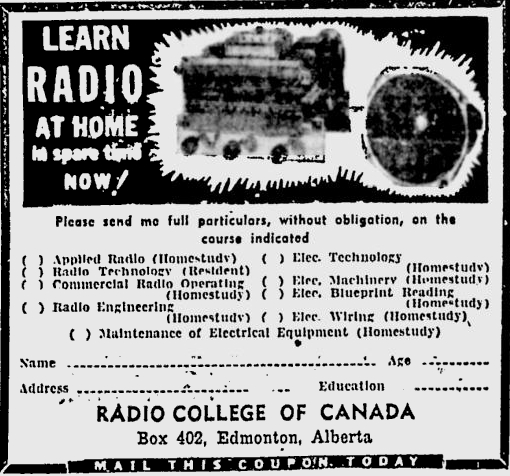 LEARN
RADIO
AT HOME
in spare time
NOW!
Please send me full particulars, without obligation, on the
course indicated
( ) Applied Radio (Homestudy)
( ) Radio Technology (Resident)
( ) Commercial Radio Operating
(Homestudy)
( ) Radio Engineering
(Homestudy)
( ) Elec. Technology
(Homestudy)
( ) Elec. Machinery (Homestudy)
( ) Elec. Blueprint Reading
(Homestudy)
( ) Elec. Wiring (Homestudy)
( ) Maintenance of Electrical Equipment (Homestudy)
Name Age
Address Education
RADIO COLLEGE OF CANADA
Box 402, Edmonton, Alberta
MAIL THIS COUPON TODAY